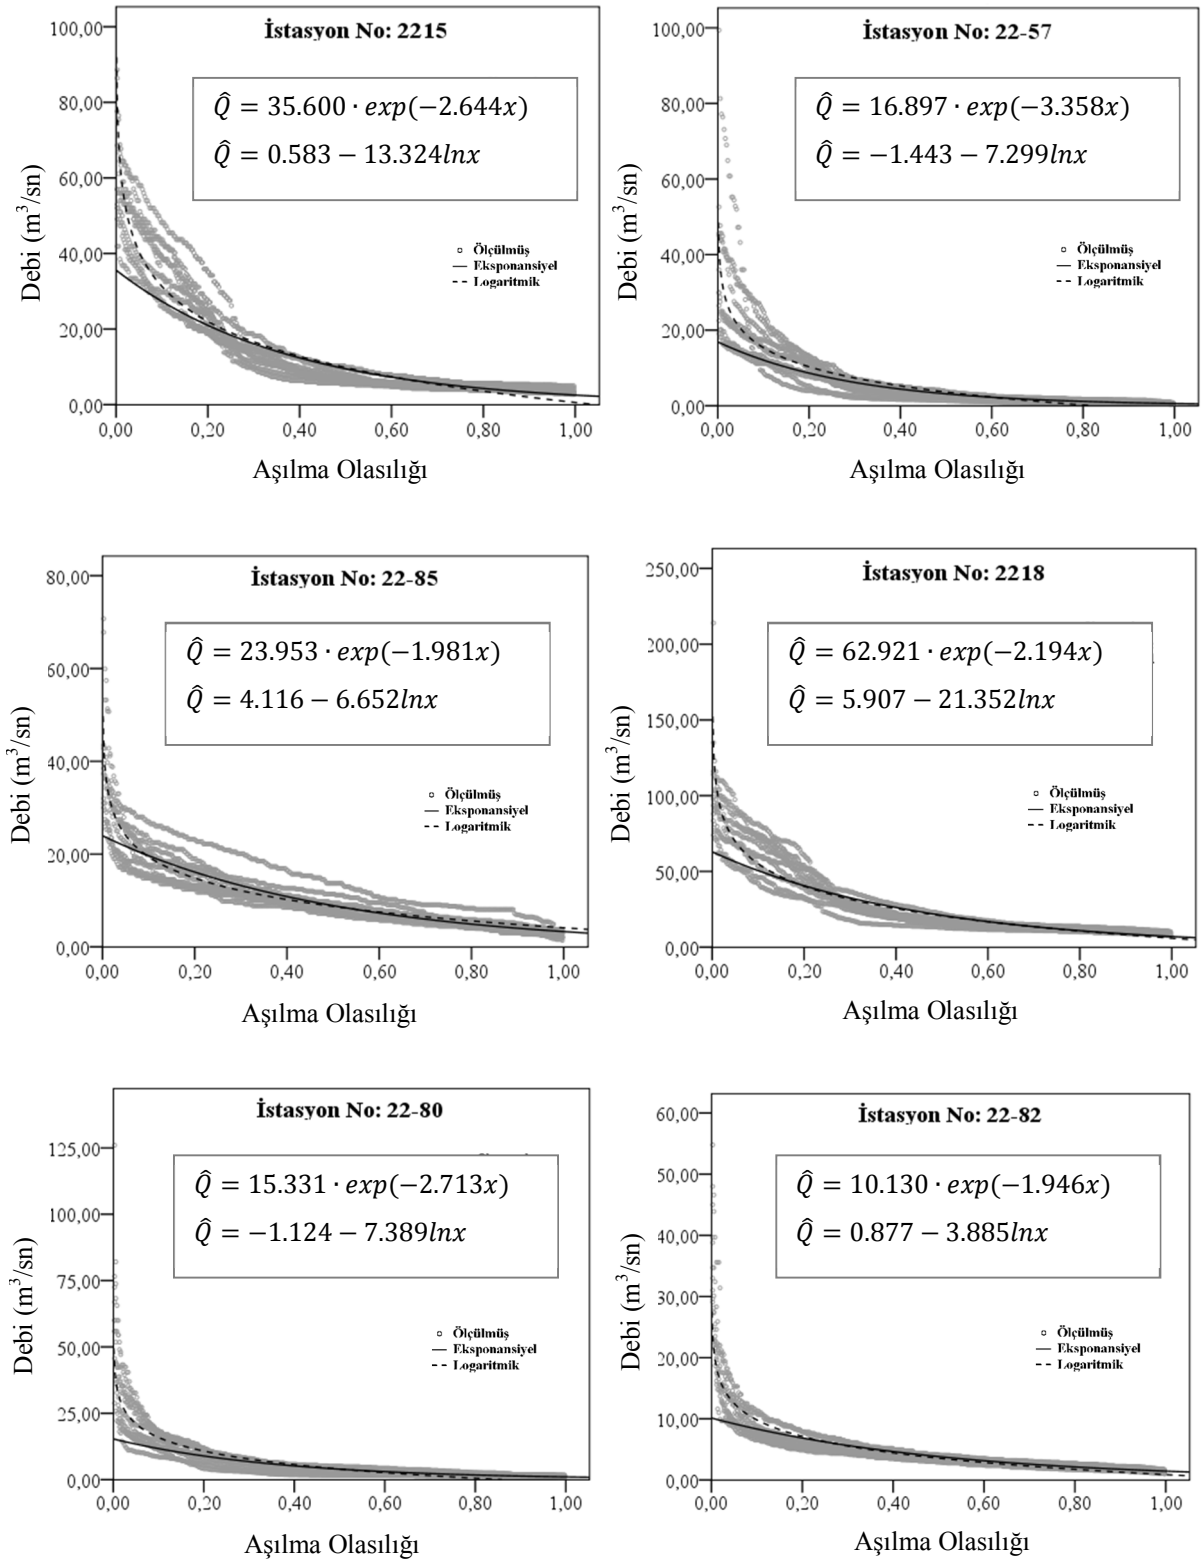 İstasyon No: 2215
Q̂ = 35.600 · exp(−2.644x)
Q̂ = 0.583 − 13.324lnx
Ölçülmüş
Eksponansiyel
Logaritmik
Debi (m³/sn)
100,00
80,00
60,00
40,00
20,00
0,00
0,00 0,20 0,40 0,60 0,80 1,00
Aşılma Olasılığı
İstasyon No: 22-57
Q̂ = 16.897 · exp(−3.358x)
Q̂ = −1.443 − 7.299lnx
Ölçülmüş
Eksponansiyel
Logaritmik
Debi (m³/sn)
100,00
80,00
60,00
40,00
20,00
0,00
0,00 0,20 0,40 0,60 0,80 1,00
Aşılma Olasılığı
İstasyon No: 22-85
Q̂ = 23.953 · exp(−1.981x)
Q̂ = 4.116 − 6.652lnx
Ölçülmüş
Eksponansiyel
Logaritmik
Debi (m³/sn)
80,00
60,00
40,00
20,00
0,00
0,00 0,20 0,40 0,60 0,80 1,00
Aşılma Olasılığı
İstasyon No: 2218
Q̂ = 62.921 · exp(−2.194x)
Q̂ = 5.907 − 21.352lnx
Ölçülmüş
Eksponansiyel
Logaritmik
Debi (m³/sn)
250,00
200,00
150,00
100,00
50,00
0,00
0,00 0,20 0,40 0,60 0,80 1,00
Aşılma Olasılığı
İstasyon No: 22-80
Q̂ = 15.331 · exp(−2.713x)
Q̂ = −1.124 − 7.389lnx
Ölçülmüş
Eksponansiyel
Logaritmik
Debi (m³/sn)
125,00
100,00
75,00
50,00
25,00
0,00
0,00 0,20 0,40 0,60 0,80 1,00
Aşılma Olasılığı
İstasyon No: 22-82
Q̂ = 10.130 · exp(−1.946x)
Q̂ = 0.877 − 3.885lnx
Ölçülmüş
Eksponansiyel
Logaritmik
Debi (m³/sn)
60,00
50,00
40,00
30,00
20,00
10,00
0,00
0,00 0,20 0,40 0,60 0,80 1,00
Aşılma Olasılığı